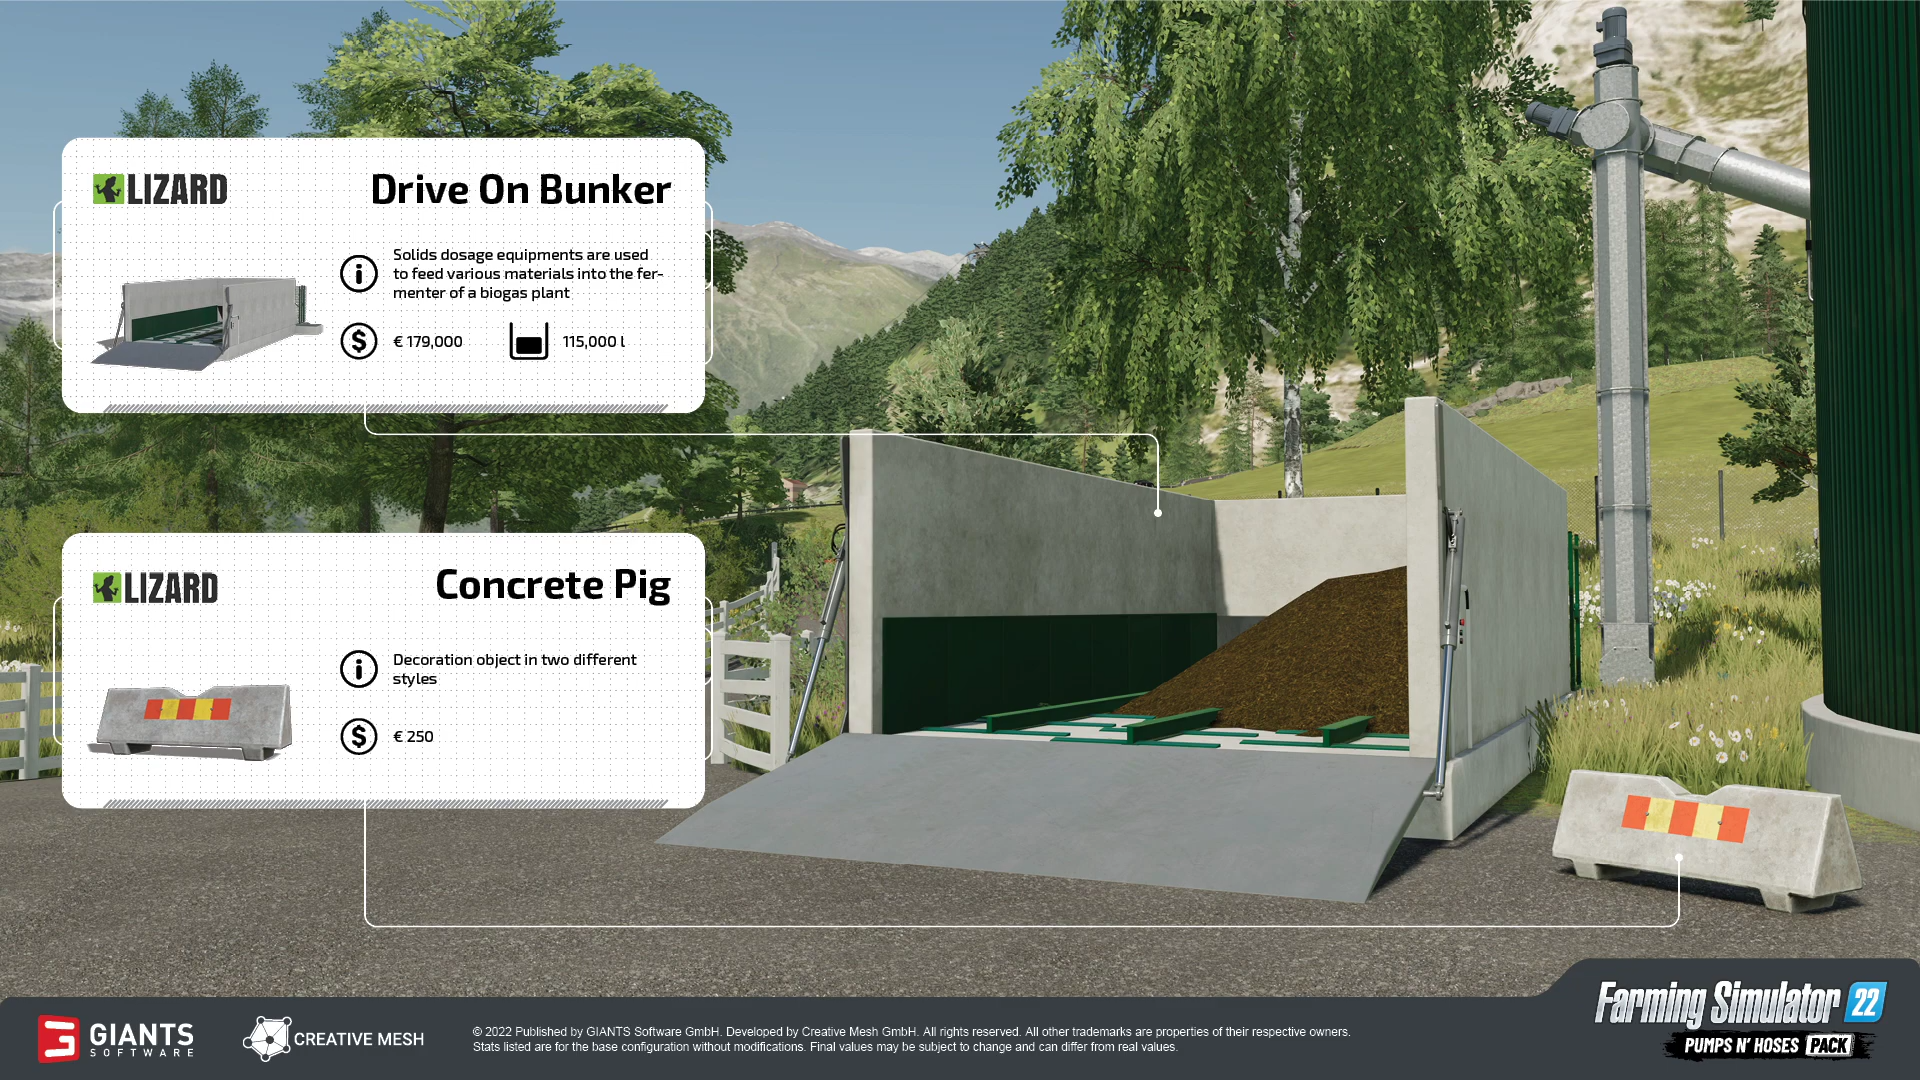 LIZARD
Drive On Bunker
Solids dosage equipments are used
to feed various materials into the fer-
menter of a biogas plant
€ 179,000
115,000 l
LIZARD
Concrete Pig
Decoration object in two different
styles
€ 250
GIANTS
SOFTWARE
CREATIVE MESH
© 2022 Published by GIANTS Software GmbH. Developed by Creative Mesh GmbH. All rights reserved. All other trademarks are properties of their respective owners.
Stats listed are for the base configuration without modifications. Final values may be subject to change and can differ from real values.
Farming Simulator 22
PUMPS N' HOSES PACK